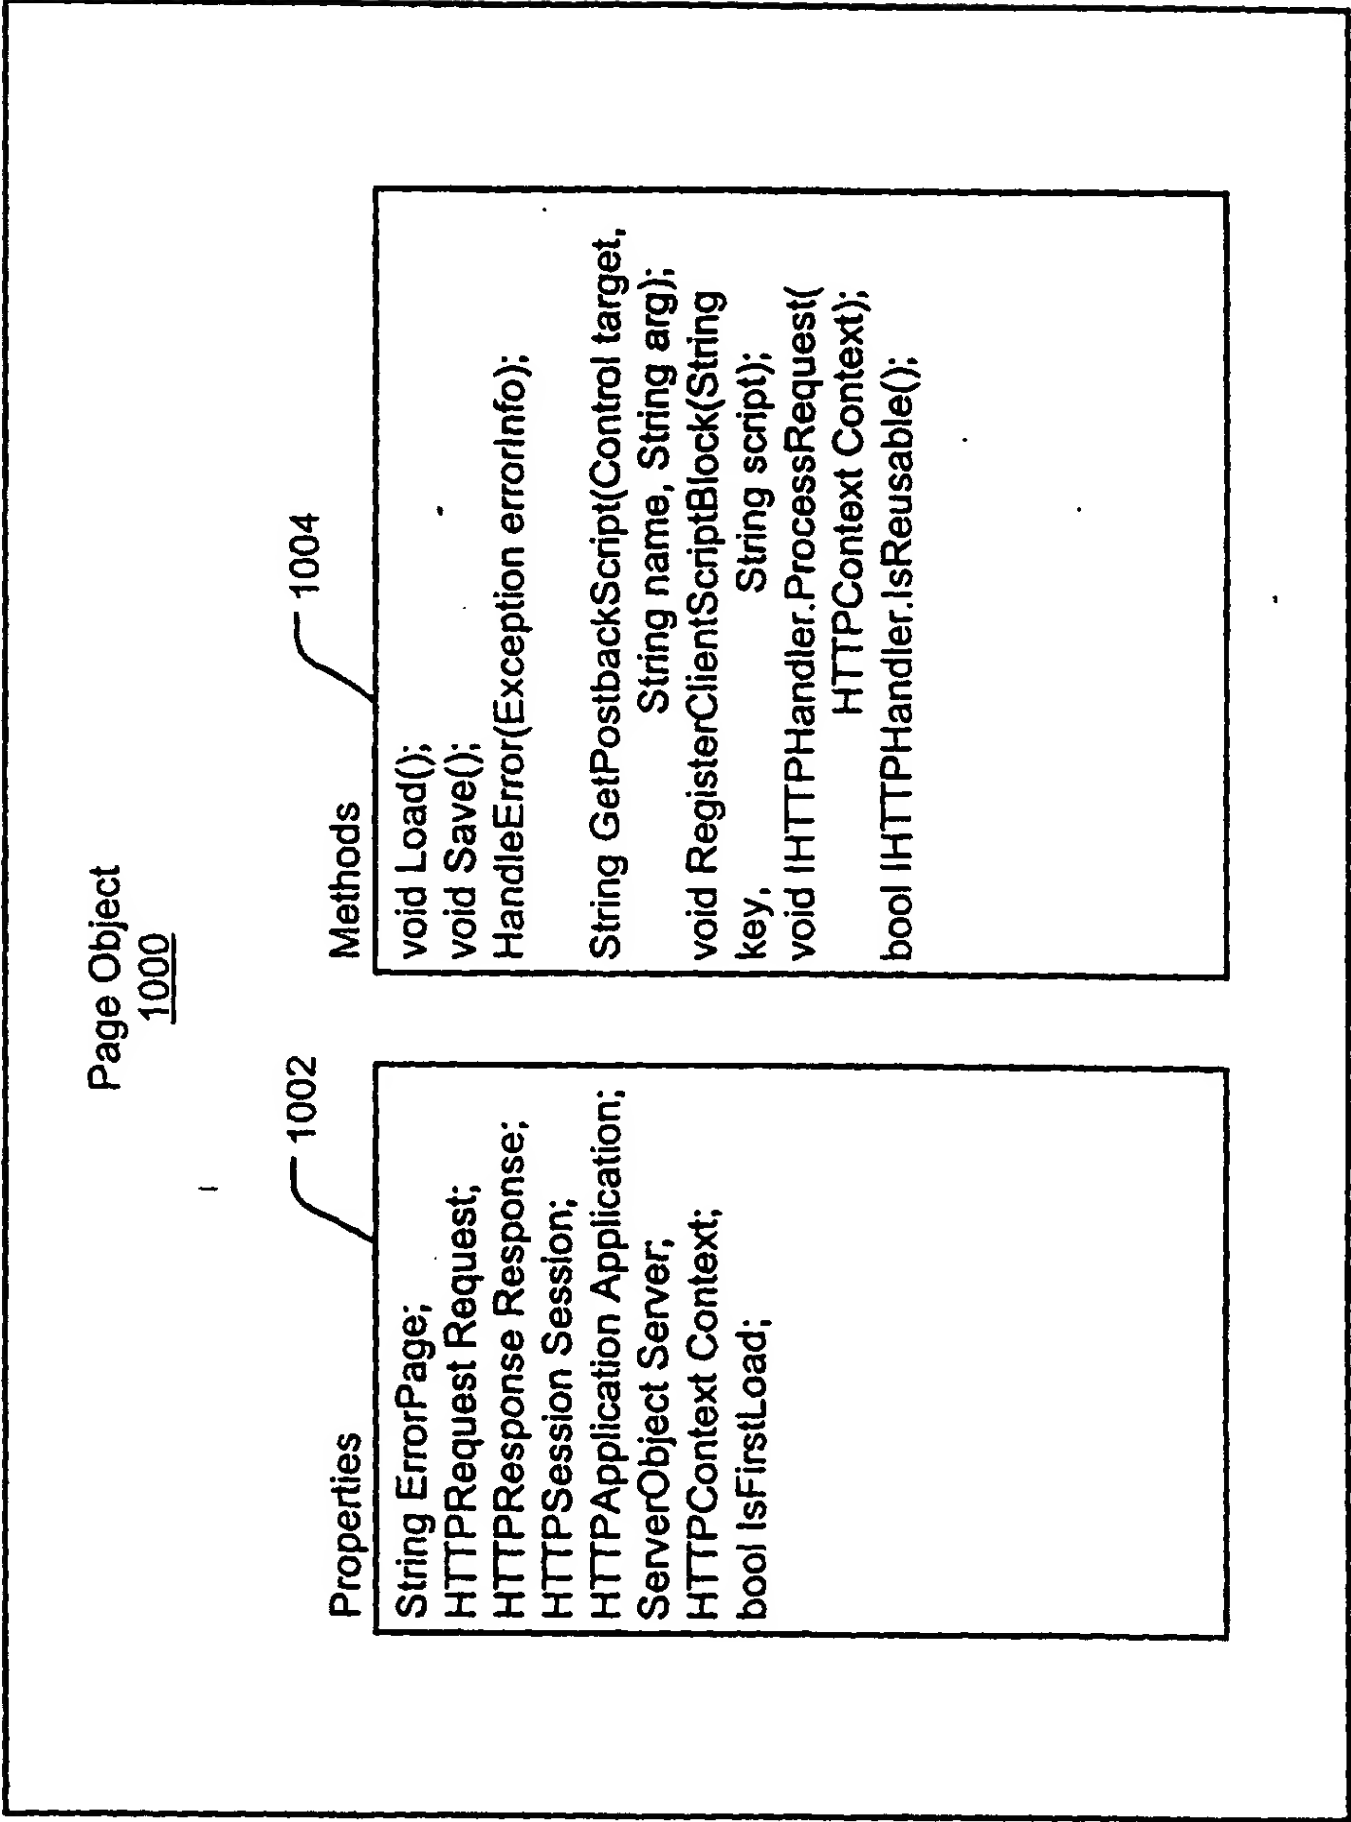 Page Object
1000
1002
Properties
String ErrorPage;
HTTPRequest Request;
HTTPResponse Response;
HTTPSession Session;
HTTPApplication Application;
ServerObject Server;
HTTPContext Context;
bool IsFirstLoad;
1004
Methods
void Load();
void Save();
HandleError(Exception errorInfo);
String GetPostbackScript(Control target,
String name, String arg);
void RegisterClientScriptBlock(String
key, String script);
void IHTTPHandler.ProcessRequest(
HTTPContext Context);
bool IHTTPHandler.IsReusable();